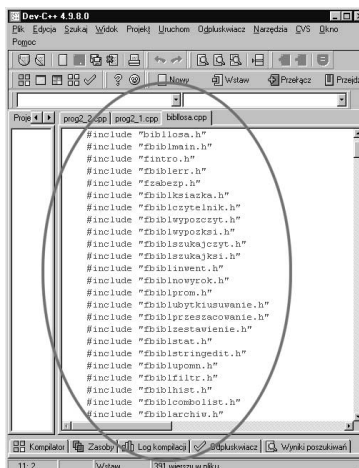 Dev-C++ 4.9.8.0
Plik Edycja Szukaj Widok Projekt Uruchom Odpluskwiacz Narzędzia CVS Okno
Pomoc
Nowy Wstaw Przełącz Przejdź
Proje prog2_2.cpp prog2_1.cpp bibliosa.cpp
#include "bibllosa.h"
#include "fbiblmain.h"
#include "fintro.h"
#include "fbiblerr.h"
#include "fzabezp.h"
#include "fbiblksiazka.h"
#include "fbiblczytelnik.h"
#include "fbiblwypozczyt.h"
#include "fbiblwypozksi.h"
#include "fbiblszukajczyt.h"
#include "fbiblszukajksi.h"
#include "fbiblinwent.h"
#include "fbiblnowyrok.h"
#include "fbiblprom.h"
#include "fbiblubytkiusuwanie.h"
#include "fbiblprzeszacowanie.h"
#include "fbiblzestawienie.h"
#include "fbiblstat.h"
#include "fbiblstringedit.h"
#include "fbiblupomn.h"
#include "fbiblfiltr.h"
#include "fbiblhist.h"
#include "fbiblcombolist.h"
#include "fbiblarchiw.h"
Kompilator Zasoby Log kompilacji Odpluskwiacz Wyniki poszukiwań
11: 2 Wstaw 391 wierszy w pliku